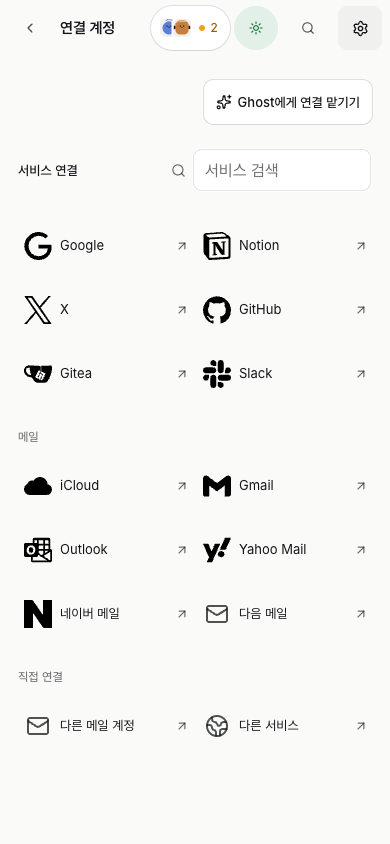 연결 계정
2
Ghost에게 연결 맡기기
서비스 연결
서비스 검색
Google
Notion
X
GitHub
Gitea
Slack
메일
iCloud
Gmail
Outlook
Yahoo Mail
네이버 메일
다음 메일
직접 연결
다른 메일 계정
다른 서비스